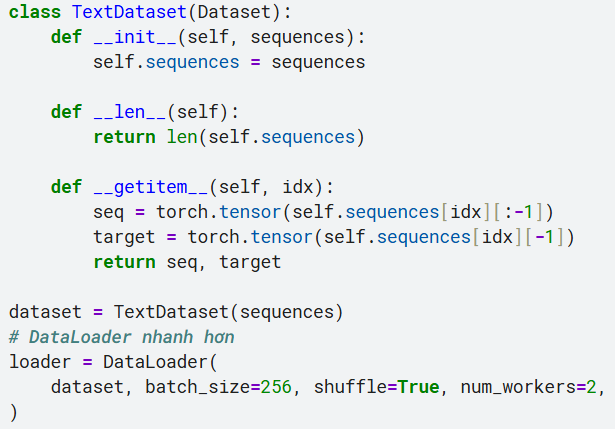 class TextDataset(Dataset):
    def __init__(self, sequences):
        self.sequences = sequences

    def __len__(self):
        return len(self.sequences)

    def __getitem__(self, idx):
        seq = torch.tensor(self.sequences[idx][:-1])
        target = torch.tensor(self.sequences[idx][-1])
        return seq, target

dataset = TextDataset(sequences)
# DataLoader nhanh hơn
loader = DataLoader(
    dataset, batch_size=256, shuffle=True, num_workers=2,
)